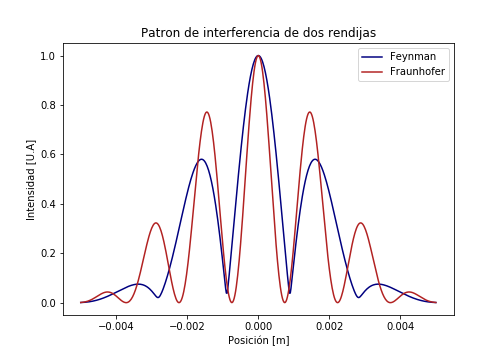 Patron de interferencia de dos rendijas
Feynman
Fraunhofer
Intensidad [U.A]
1.0
0.8
0.6
0.4
0.2
0.0
−0.004 −0.002 0.000 0.002 0.004
Posición [m]